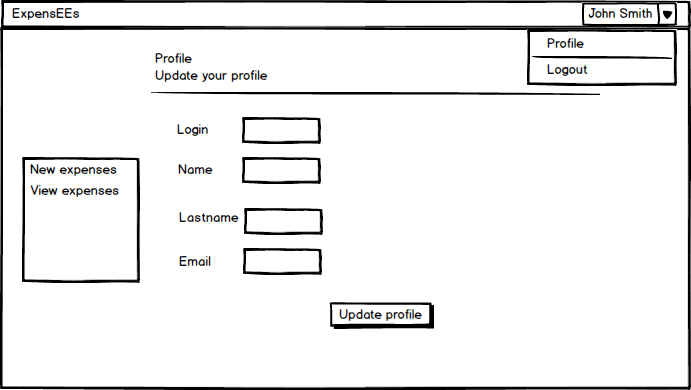 ExpensEEs
John Smith
Profile
Logout
Profile
Update your profile
Login
Name
Lastname
Email
New expenses
View expenses
Update profile